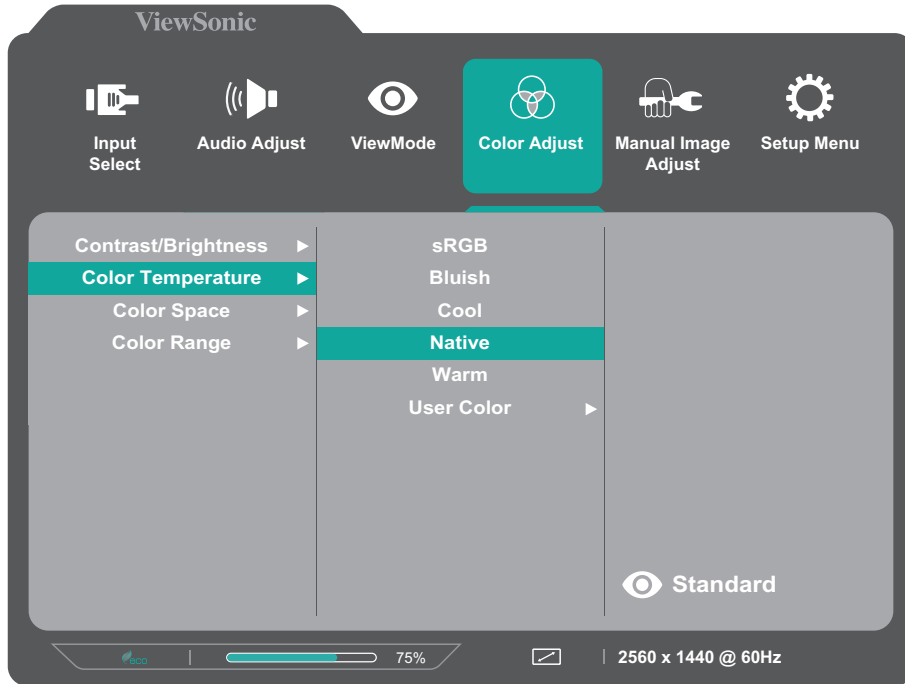 ViewSonic
Input
Select
Audio Adjust
ViewMode
Color Adjust
Manual Image
Adjust
Setup Menu
Contrast/Brightness
Color Temperature
Color Space
Color Range
sRGB
Bluish
Cool
Native
Warm
User Color
Standard
eco
75%
2560 x 1440 @ 60Hz